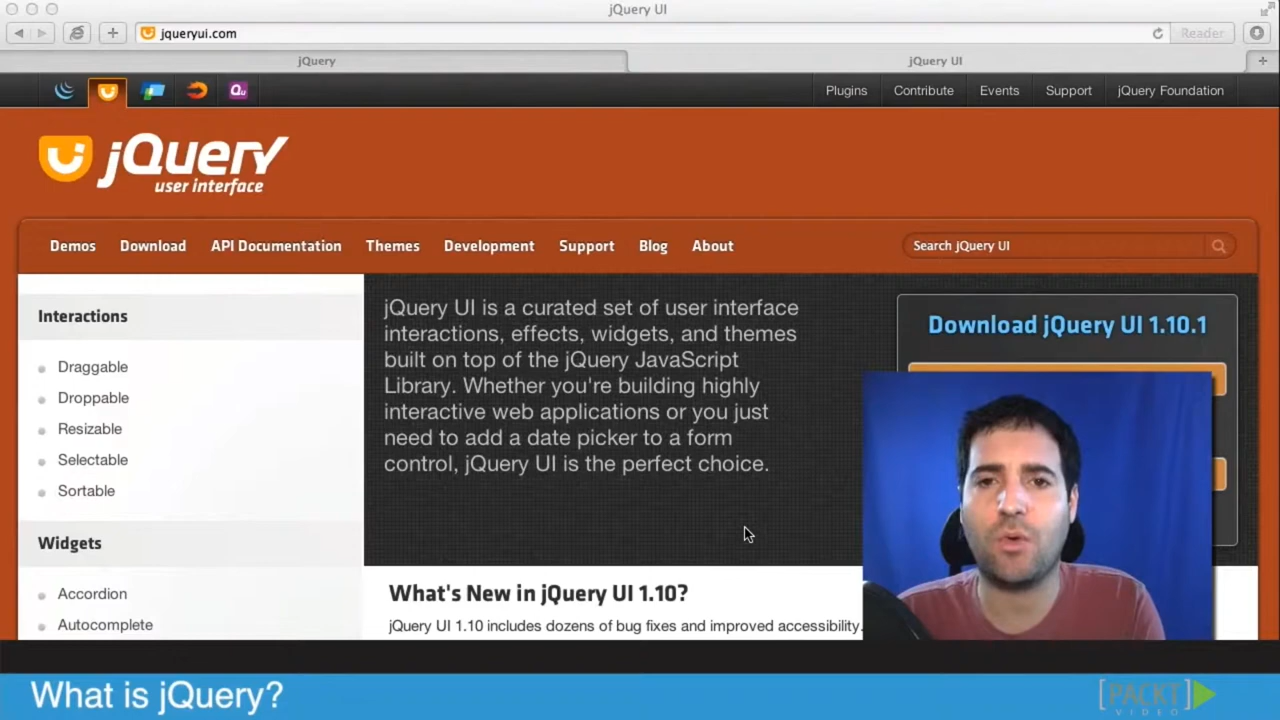 jQuery UI
jqueryui.com
Reader
jQuery
jQuery UI
Plugins
Contribute
Events
Support
jQuery Foundation
jQuery
user interface
Demos
Download
API Documentation
Themes
Development
Support
Blog
About
Search jQuery UI
Interactions
Draggable
Droppable
Resizable
Selectable
Sortable
Widgets
Accordion
Autocomplete
jQuery UI is a curated set of user interface
interactions, effects, widgets, and themes
built on top of the jQuery JavaScript
Library. Whether you're building highly
interactive web applications or you just
need to add a date picker to a form
control, jQuery UI is the perfect choice.
Download jQuery UI 1.10.1
What's New in jQuery UI 1.10?
jQuery UI 1.10 includes dozens of bug fixes and improved accessibility.
What is jQuery?
[PACKT]
VIDEO